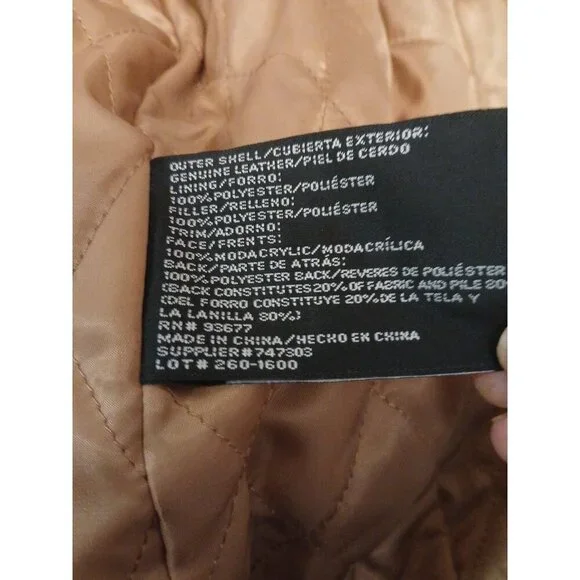 OUTER SHELL/CUBIERTA EXTERIOR:
GENUINE LEATHER/PIEL DE CERDO
LINING/FORRO:
100% POLYESTER/POLIÉSTER
FILLER/RELLENO:
100% POLYESTER/POLIÉSTER
TRIM/ADORNO:
FACE/FRENTS:
100% MODACRYLIC/MODACRÍLICA
BACK/PARTE DE ATRÁS:
100% POLYESTER BACK/REVERES DE POLIÉSTER
(BACK CONSTITUTES 20% OF FABRIC AND PILE 80%
(DEL FORRO CONSTITUYE 20% DE LA TELA Y
LA LANILLA 80%)
RN# 93677
MADE IN CHINA/HECHO EN CHINA
SUPPLIER#747303
LOT# 260-1600